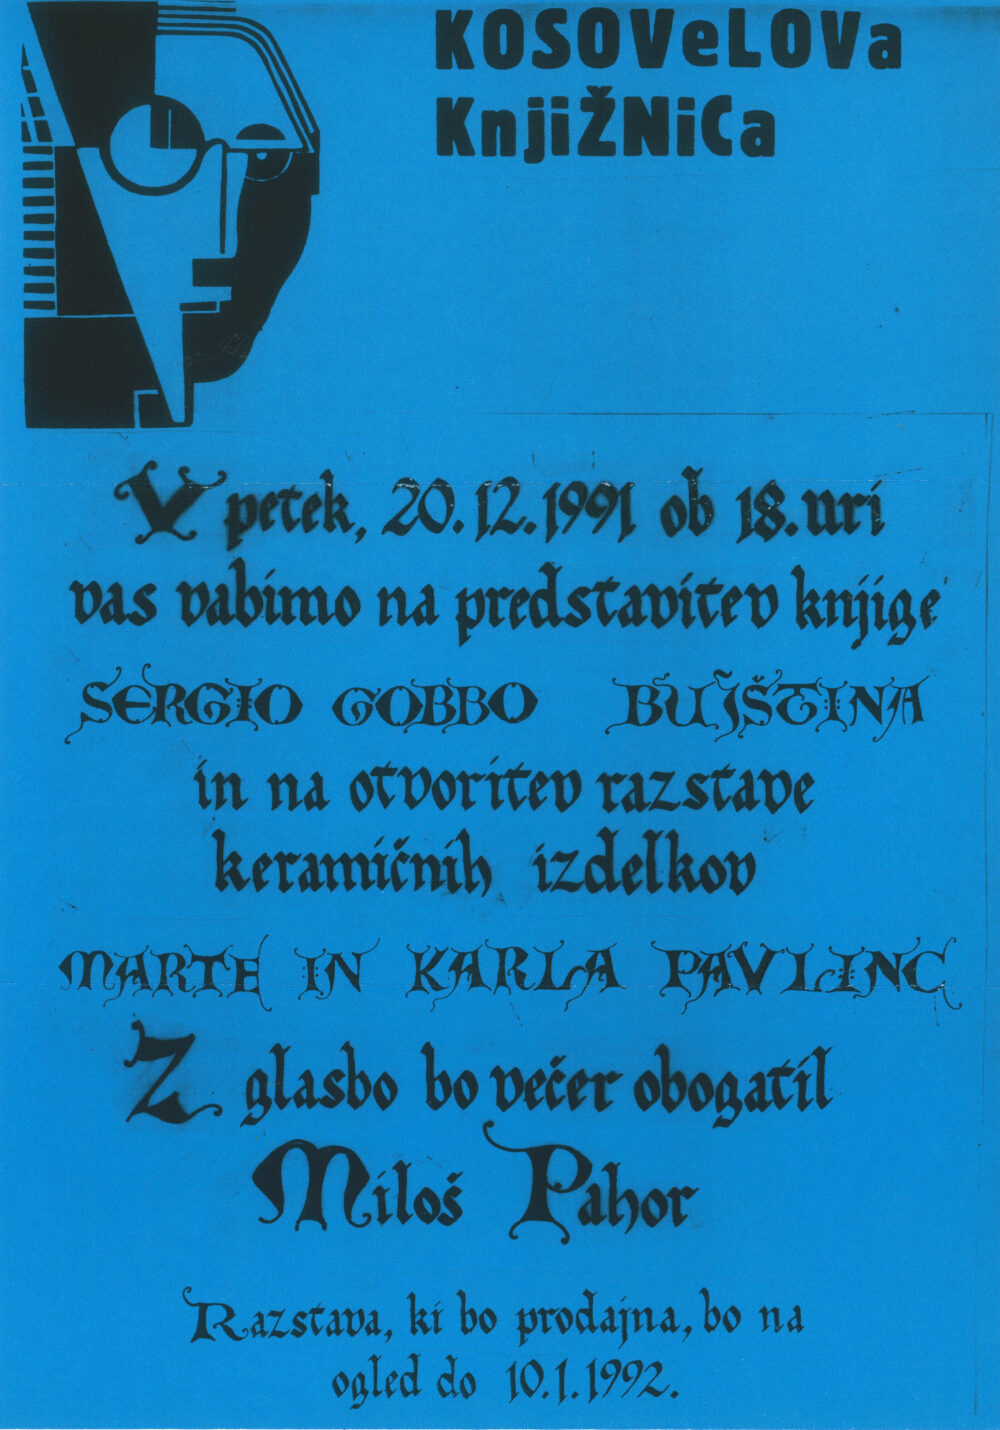 KOSOVeLOVa
KnjiŽNiCa
V petek, 20.12.1991 ob 18.uri
vas vabimo na predstavitev knjige
SERGIO GOBBO BUJŠTINA
in na otvoritev razstave
keramičnih izdelkov
MARTE IN KARLA PAVLINC
Z glasbo bo večer obogatil
Miloš Pahor
Razstava, ki bo prodajna, bo na
ogled do 10.1.1992.